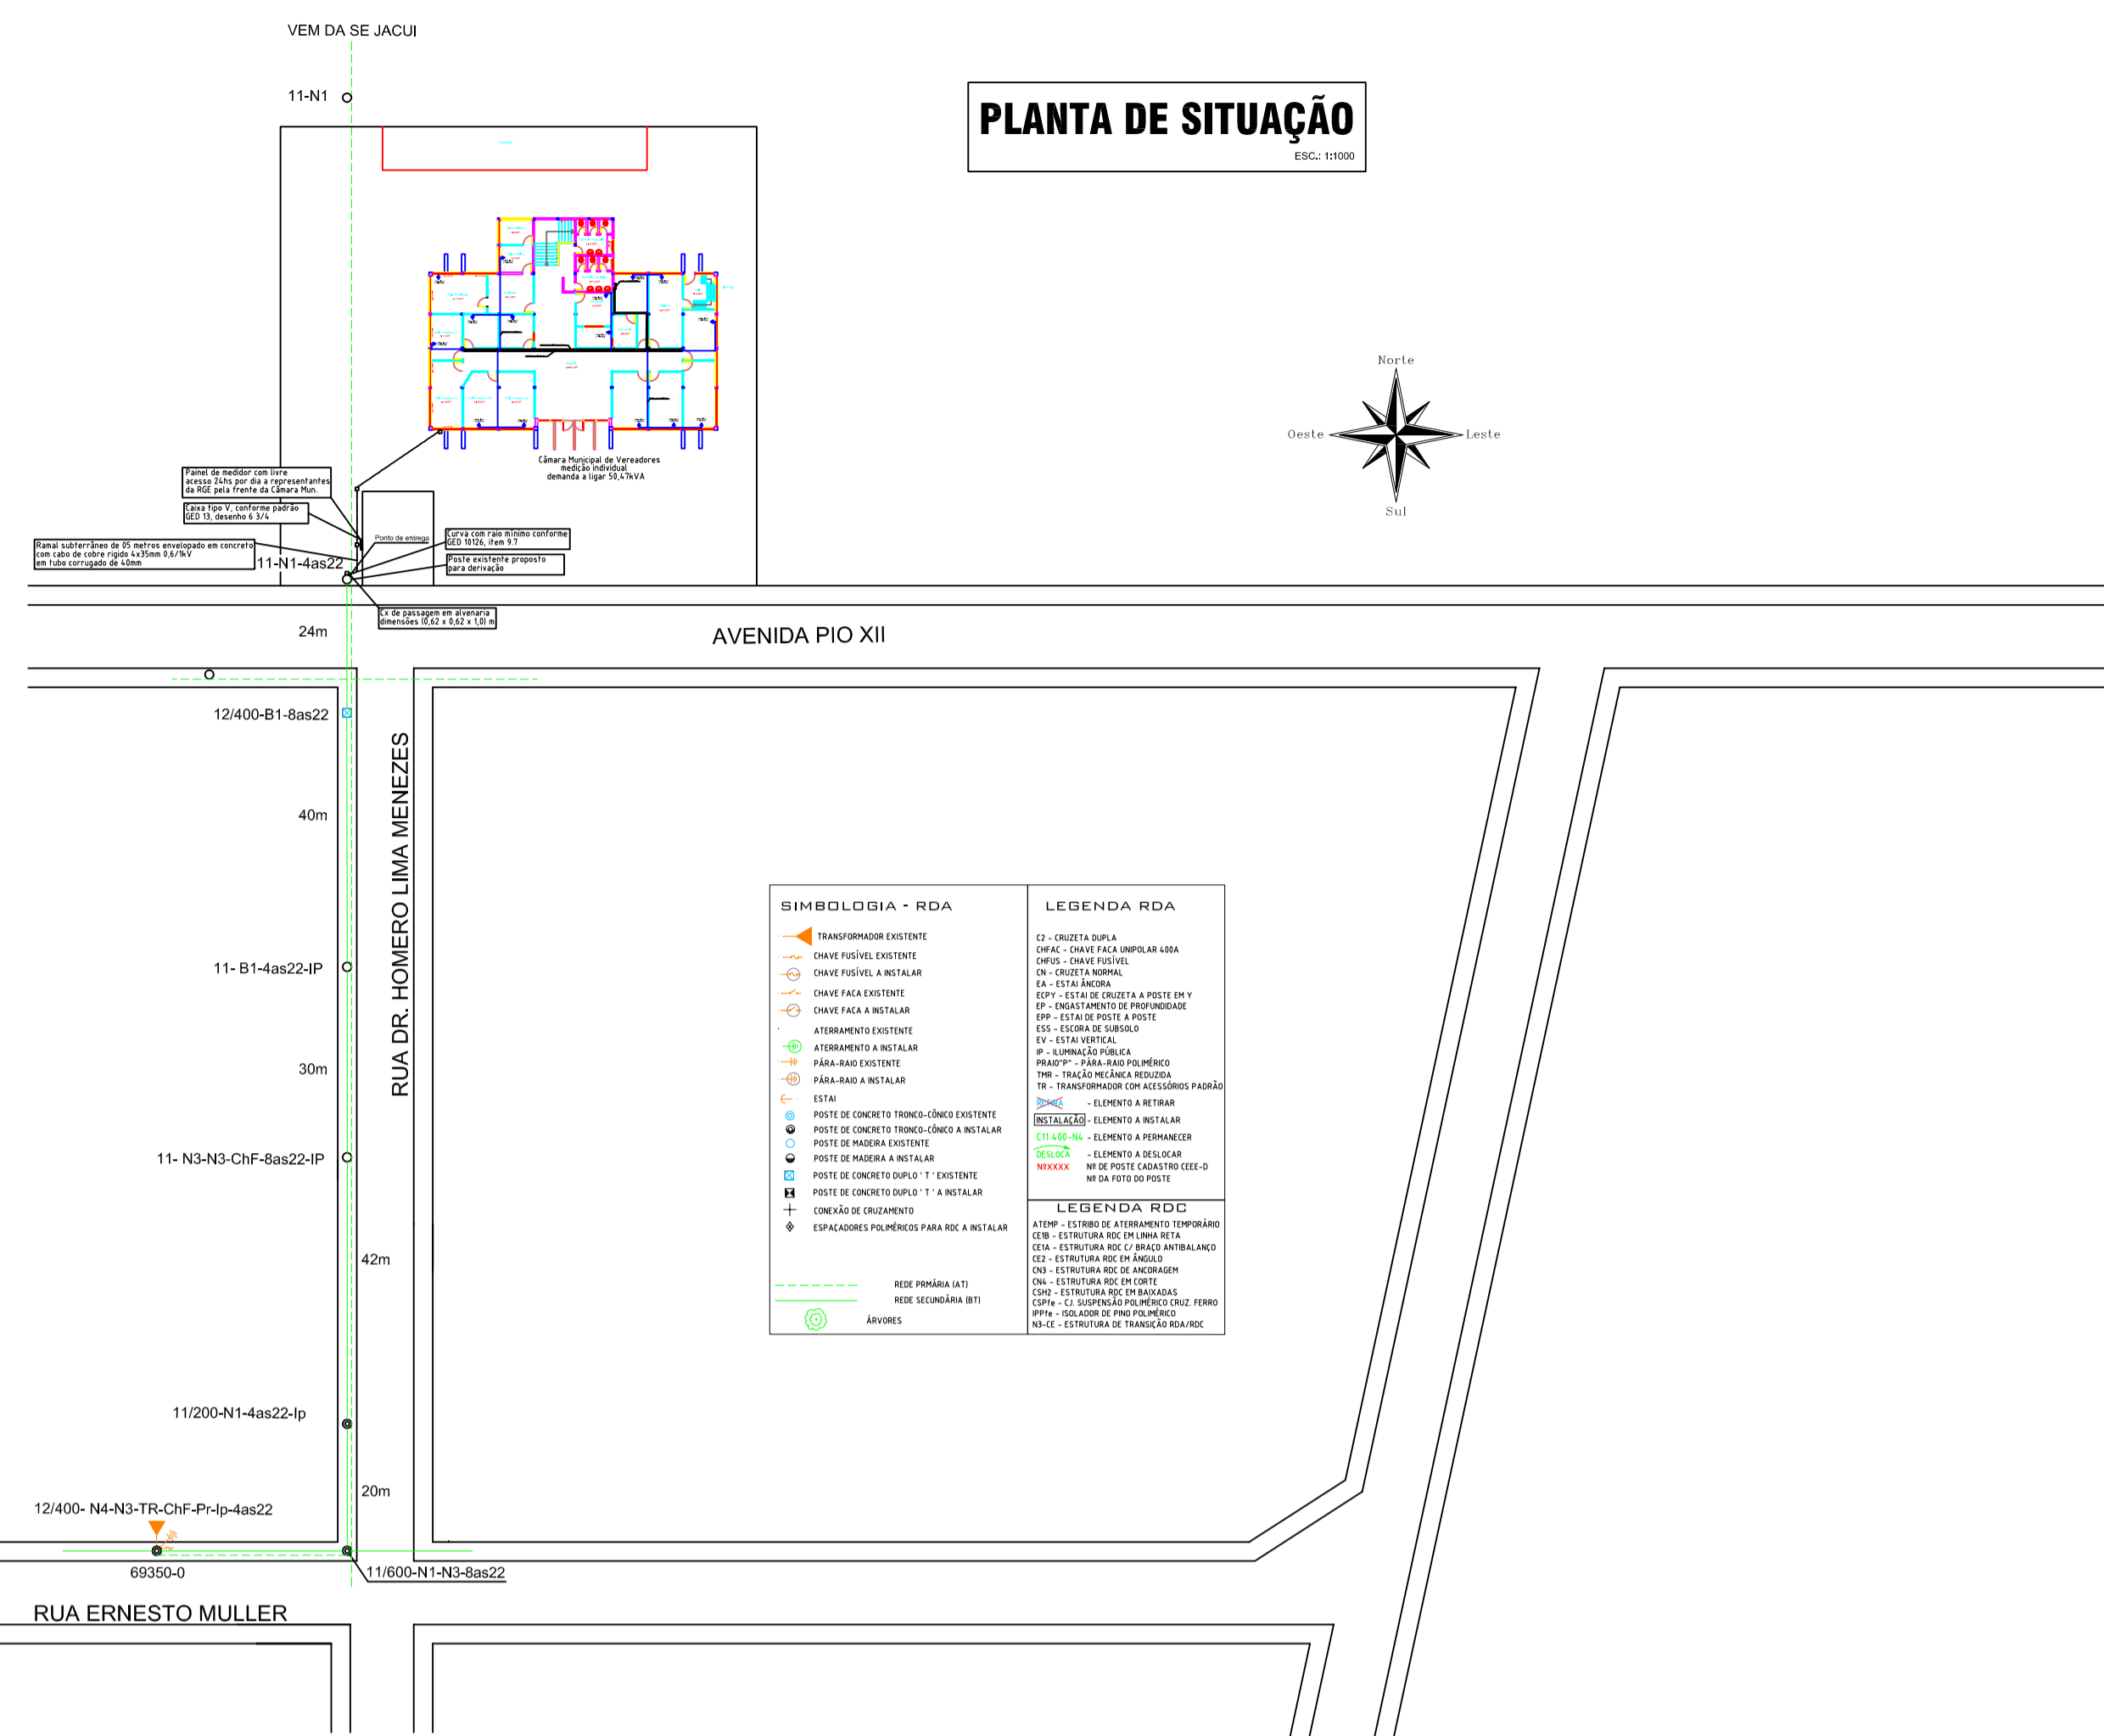 VEM DA SE JACUI
11-N1
PLANTA DE SITUAÇÃO
ESC.: 1:1000
Norte
Oeste
Leste
Sul
Câmara Municipal de Vereadores
medição individual
demanda a ligar 50,47kVA
Painel de medidor com livre
acesso 24hs por dia a representantes
da RGE pela frente da Câmara Mun.
Caixa tipo V, conforme padrão
GED 13, desenho 6 3/4
Ramal subterrâneo de 05 metros envelopado em concreto
com cabo de cobre rigido 4x35mm 0,6/1kV
em tubo corrugado de 40mm
Ponto de entrega
Curva com raio mínimo conforme
GED 10126, item 9.7
Poste existente proposto
para derivação
11-N1-4as22
Cx de passagem em alvenaria
dimensões (0,62 x 0,62 x 1,0) m
24m
AVENIDA PIO XII
12/400-B1-8as22
40m
RUA DR. HOMERO LIMA MENEZES
11- B1-4as22-IP
30m
11- N3-N3-ChF-8as22-IP
42m
11/200-N1-4as22-Ip
20m
12/400- N4-N3-TR-ChF-Pr-Ip-4as22
69350-0
11/600-N1-N3-8as22
RUA ERNESTO MULLER
SIMBOLOGIA - RDA
TRANSFORMADOR EXISTENTE
CHAVE FUSÍVEL EXISTENTE
CHAVE FUSÍVEL A INSTALAR
CHAVE FACA EXISTENTE
CHAVE FACA A INSTALAR
ATERRAMENTO EXISTENTE
ATERRAMENTO A INSTALAR
PÁRA-RAIO EXISTENTE
PÁRA-RAIO A INSTALAR
ESTAI
POSTE DE CONCRETO TRONCO-CÔNICO EXISTENTE
POSTE DE CONCRETO TRONCO-CÔNICO A INSTALAR
POSTE DE MADEIRA EXISTENTE
POSTE DE MADEIRA A INSTALAR
POSTE DE CONCRETO DUPLO ' T ' EXISTENTE
POSTE DE CONCRETO DUPLO ' T ' A INSTALAR
CONEXÃO DE CRUZAMENTO
ESPAÇADORES POLIMÉRICOS PARA RDC A INSTALAR
REDE PRMÁRIA (AT)
REDE SECUNDÁRIA (BT)
ÁRVORES
LEGENDA RDA
C2 - CRUZETA DUPLA
CHFAC - CHAVE FACA UNIPOLAR 400A
CHFUS - CHAVE FUSÍVEL
CN - CRUZETA NORMAL
EA - ESTAI ÂNCORA
ECPY - ESTAI DE CRUZETA A POSTE EM Y
EP - ENGASTAMENTO DE PROFUNDIDADE
EPP - ESTAI DE POSTE A POSTE
ESS - ESCORA DE SUBSOLO
EV - ESTAI VERTICAL
IP - ILUMINAÇÃO PÚBLICA
PRAIO"P" - PÁRA-RAIO POLIMÉRICO
TMR - TRAÇÃO MECÂNICA REDUZIDA
TR - TRANSFORMADOR COM ACESSÓRIOS PADRÃO
RETIRA - ELEMENTO A RETIRAR
INSTALAÇÃO - ELEMENTO A INSTALAR
C11 400-N4 - ELEMENTO A PERMANECER
DESLOCA - ELEMENTO A DESLOCAR
NºXXXX Nº DE POSTE CADASTRO CEEE-D
Nº DA FOTO DO POSTE
LEGENDA RDC
ATEMP - ESTRIBO DE ATERRAMENTO TEMPORÁRIO
CE1B - ESTRUTURA RDC EM LINHA RETA
CE1A - ESTRUTURA RDC C/ BRAÇO ANTIBALANÇO
CE2 - ESTRUTURA RDC EM ÂNGULO
CN3 - ESTRUTURA RDC DE ANCORAGEM
CN4 - ESTRUTURA RDC EM CORTE
CSH2 - ESTRUTURA RDC EM BAIXADAS
CSPfe - CJ. SUSPENSÃO POLIMÉRICO CRUZ. FERRO
IPPfe - ISOLADOR DE PINO POLIMÉRICO
N3-CE - ESTRUTURA DE TRANSIÇÃO RDA/RDC